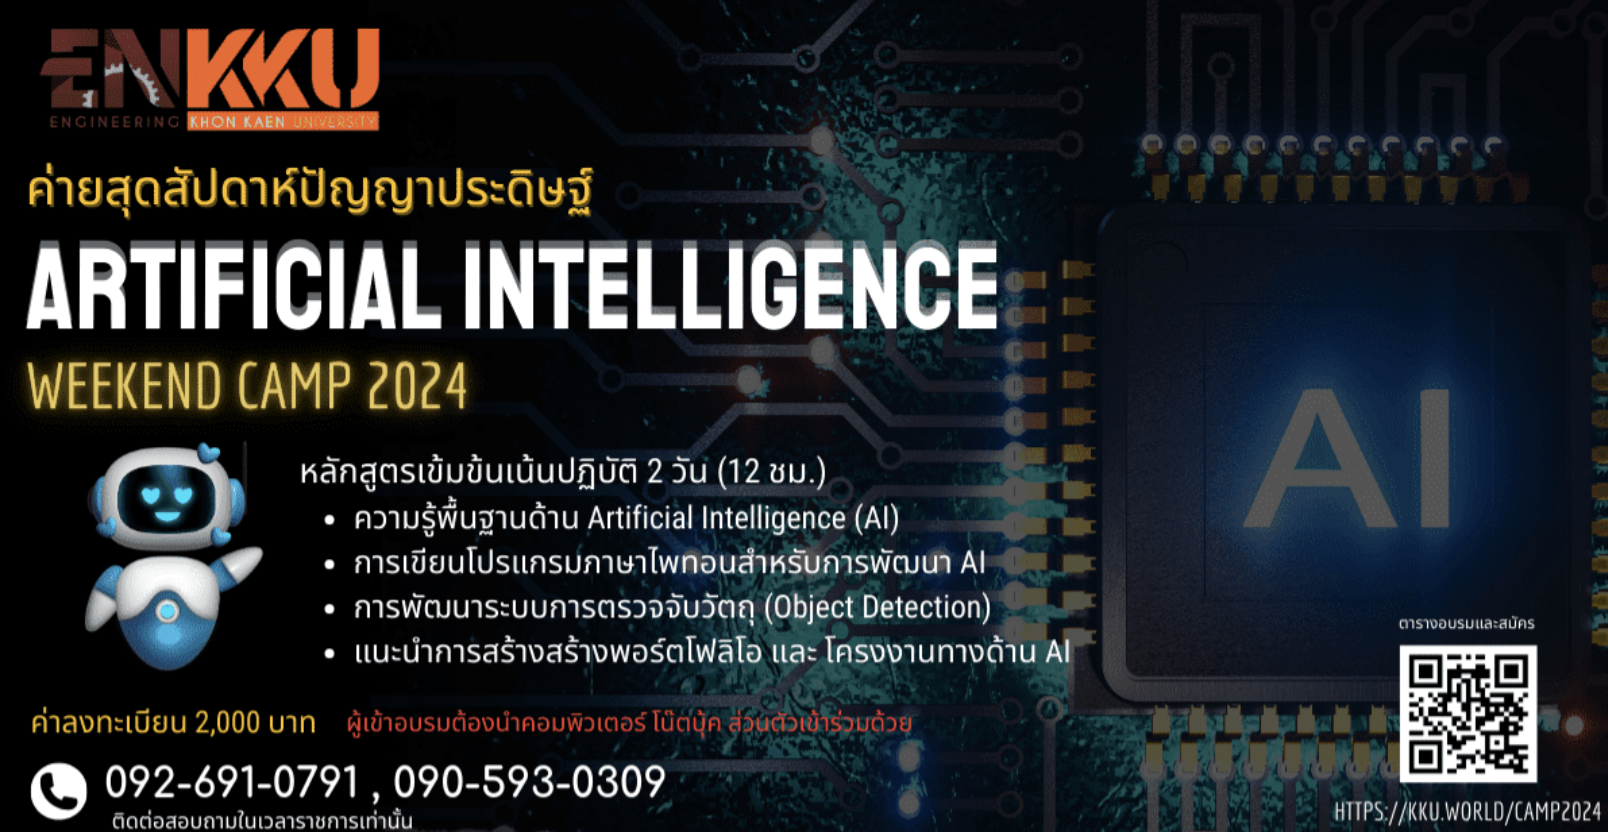 ENKKU
ENGINEERING KHON KAEN UNIVERSITY
ค่ายสุดสัปดาห์ปัญญาประดิษฐ์
ARTIFICIAL INTELLIGENCE
WEEKEND CAMP 2024
AI
หลักสูตรเข้มข้นเน้นปฏิบัติ 2 วัน (12 ชม.)
• ความรู้พื้นฐานด้าน Artificial Intelligence (AI)
• การเขียนโปรแกรมภาษาไพทอนสำหรับการพัฒนา AI
• การพัฒนาระบบการตรวจจับวัตถุ (Object Detection)
• แนะนำการสร้างสร้างพอร์ตโฟลิโอ และ โครงงานทางด้าน AI
ตารางอบรมและสมัคร
ค่าลงทะเบียน 2,000 บาท ผู้เข้าอบรมต้องนำคอมพิวเตอร์ โน๊ตบุ้ค ส่วนตัวเข้าร่วมด้วย
092-691-0791 , 090-593-0309
ติดต่อสอบถามในเวลาราชการเท่านั้น
HTTPS://KKU.WORLD/CAMP2024